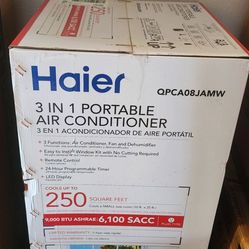 Haier
QPCA08JAMW
3 IN 1 PORTABLE
AIR CONDITIONER
3 EN 1 ACONDICIONADOR DE AIRE PORTÁTIL
• 3 Functions: Air Conditioner, Fan and Dehumidifier
• Easy to Install Window Kit with No Cutting Required
• Remote Control
• 24-Hour Programmable Timer
• LED Display
COOLS UP TO
250 SQUARE FEET
9,000 BTU ASHRAE 6,100 SACC
LIMITED WARRANTY